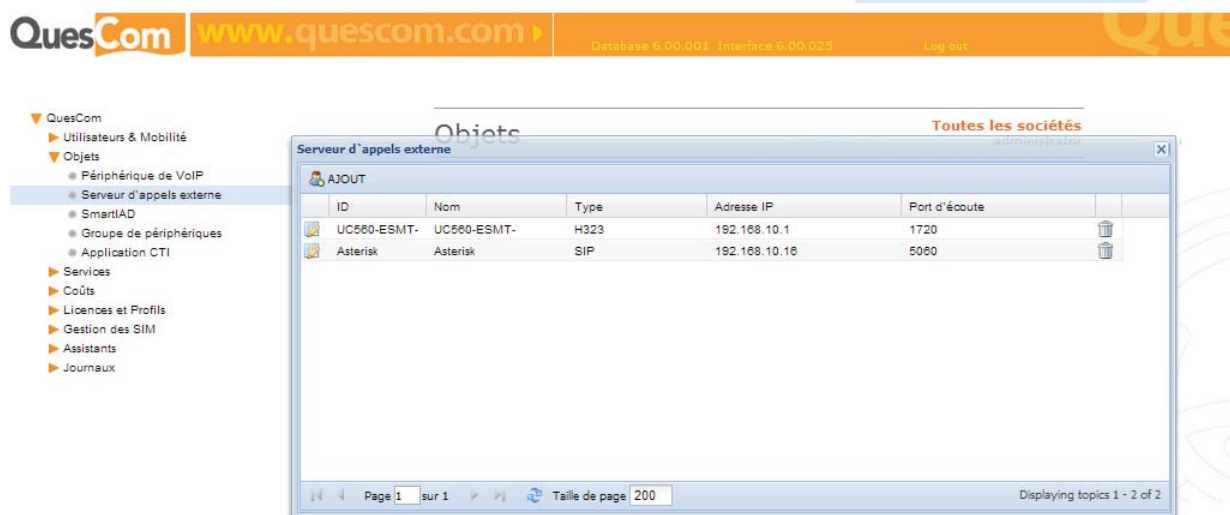 QuesCom www.quescom.com
Database 6.00.001 Interface 6.00.025 Log out
Que
QuesCom
Utilisateurs & Mobilité
Objets
Périphérique de VoIP
Serveur d'appels externe
SmartIAD
Groupe de périphériques
Application CTI
Services
Coûts
Licences et Profils
Gestion des SIM
Assistants
Journaux
Objets
Toutes les sociétés
administrator
Serveur d`appels externe
AJOUT
ID Nom Type Adresse IP Port d'écoute
UC560-ESMT- UC560-ESMT- H323 192.168.10.1 1720
Asterisk Asterisk SIP 192.168.10.16 5060
Page 1 sur 1 Taille de page 200 Displaying topics 1 - 2 of 2